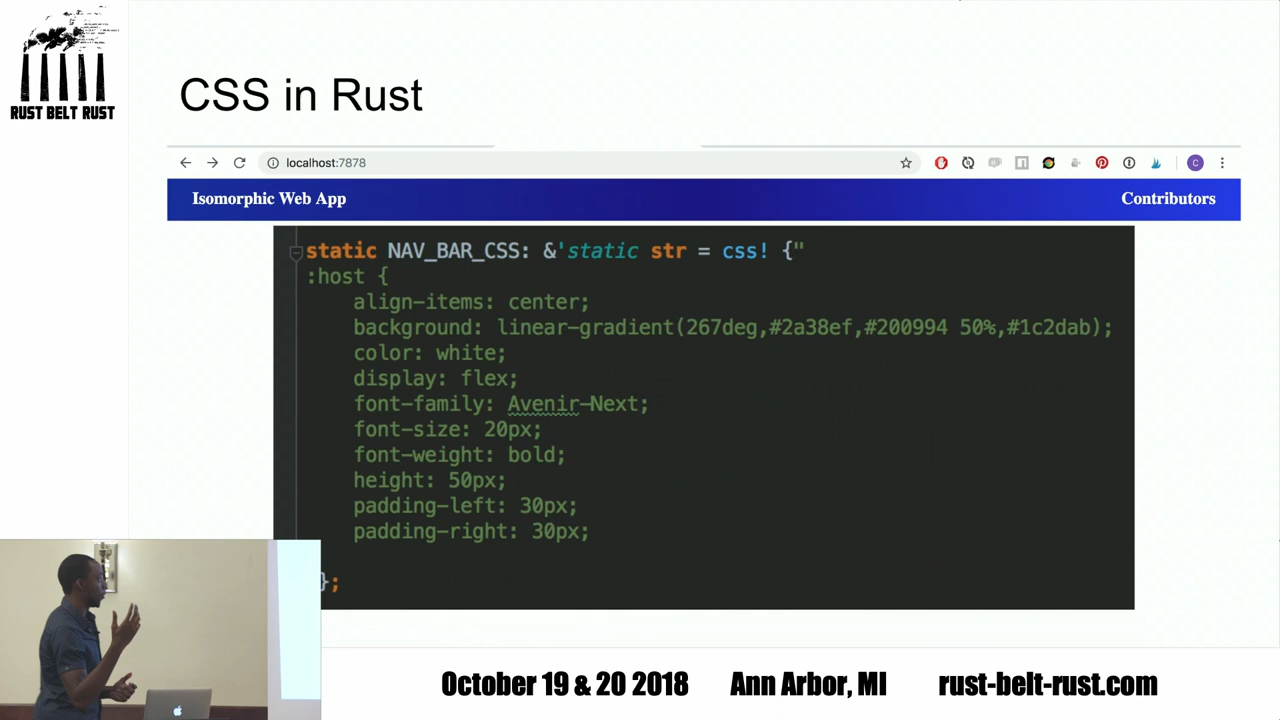 RUST BELT RUST
CSS in Rust
localhost:7878
C
Isomorphic Web App
Contributors
static NAV_BAR_CSS: &'static str = css! {"
:host {
align-items: center;
background: linear-gradient(267deg,#2a38ef,#200994 50%,#1c2dab);
color: white;
display: flex;
font-family: Avenir-Next;
font-size: 20px;
font-weight: bold;
height: 50px;
padding-left: 30px;
padding-right: 30px;
};
October 19 & 20 2018 Ann Arbor, MI rust-belt-rust.com